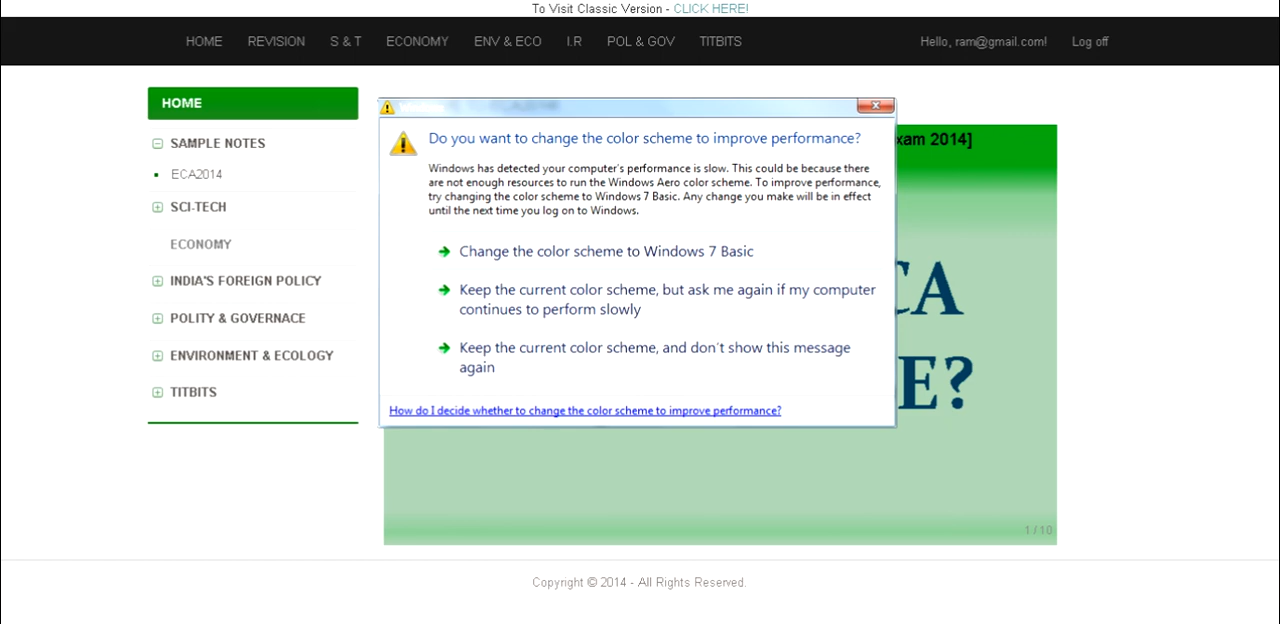 To Visit Classic Version - CLICK HERE!
HOME REVISION S & T ECONOMY ENV & ECO I.R POL & GOV TITBITS Hello, ram@gmail.com! Log off
HOME
SAMPLE NOTES
ECA2014
SCI-TECH
ECONOMY
INDIA'S FOREIGN POLICY
POLITY & GOVERNACE
ENVIRONMENT & ECOLOGY
TITBITS
Do you want to change the color scheme to improve performance?
Windows has detected your computer's performance is slow. This could be because there
are not enough resources to run the Windows Aero color scheme. To improve performance,
try changing the color scheme to Windows 7 Basic. Any change you make will be in effect
until the next time you log on to Windows.
Change the color scheme to Windows 7 Basic
Keep the current color scheme, but ask me again if my computer
continues to perform slowly
Keep the current color scheme, and don't show this message
again
How do I decide whether to change the color scheme to improve performance?
2014]
CA
E?
1 / 10
Copyright © 2014 - All Rights Reserved.